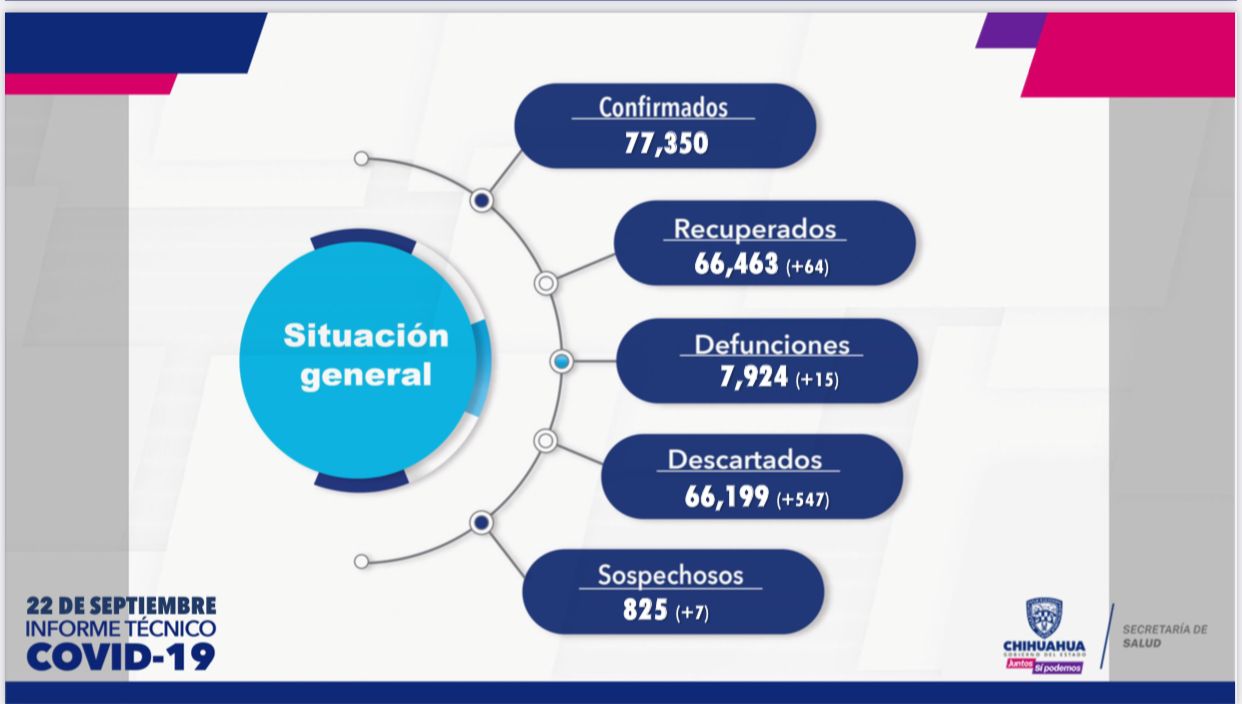 Confirmados
77,350
Recuperados
66,463 (+64)
Situación
general
Defunciones
7,924 (+15)
Descartados
66,199 (+547)
Sospechosos
825 (+7)
22 DE SEPTIEMBRE
INFORME TÉCNICO
COVID-19
CHIHUAHUA
GOBIERNO DEL ESTADO
Juntos Sí podemos
SECRETARÍA DE
SALUD